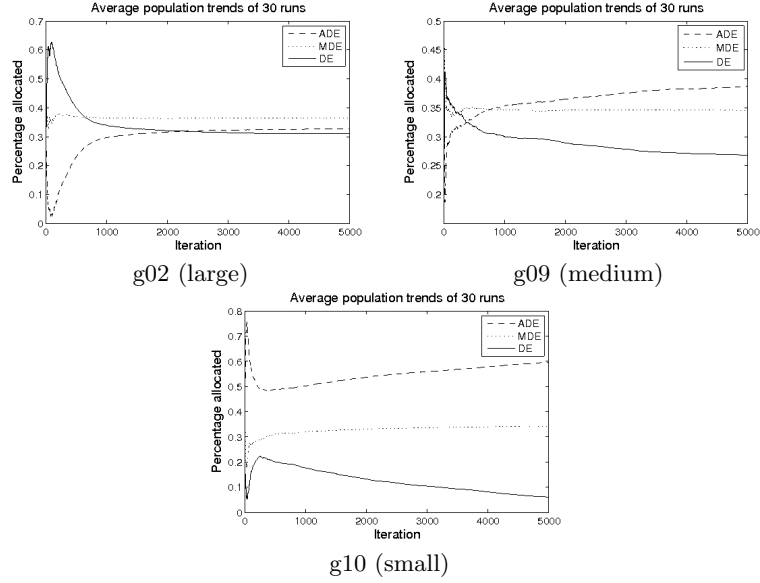 Average population trends of 30 runs
Percentage allocated
0.7
0.6
0.5
0.4
0.3
0.2
0.1
0
ADE
MDE
DE
0 1000 2000 3000 4000 5000
Iteration
g02 (large)
Average population trends of 30 runs
Percentage allocated
0.5
0.45
0.4
0.35
0.3
0.25
0.2
ADE
MDE
DE
0 1000 2000 3000 4000 5000
Iteration
g09 (medium)
Average population trends of 30 runs
Percentage allocated
0.8
0.7
0.6
0.5
0.4
0.3
0.2
0.1
0
ADE
MDE
DE
0 1000 2000 3000 4000 5000
Iteration
g10 (small)